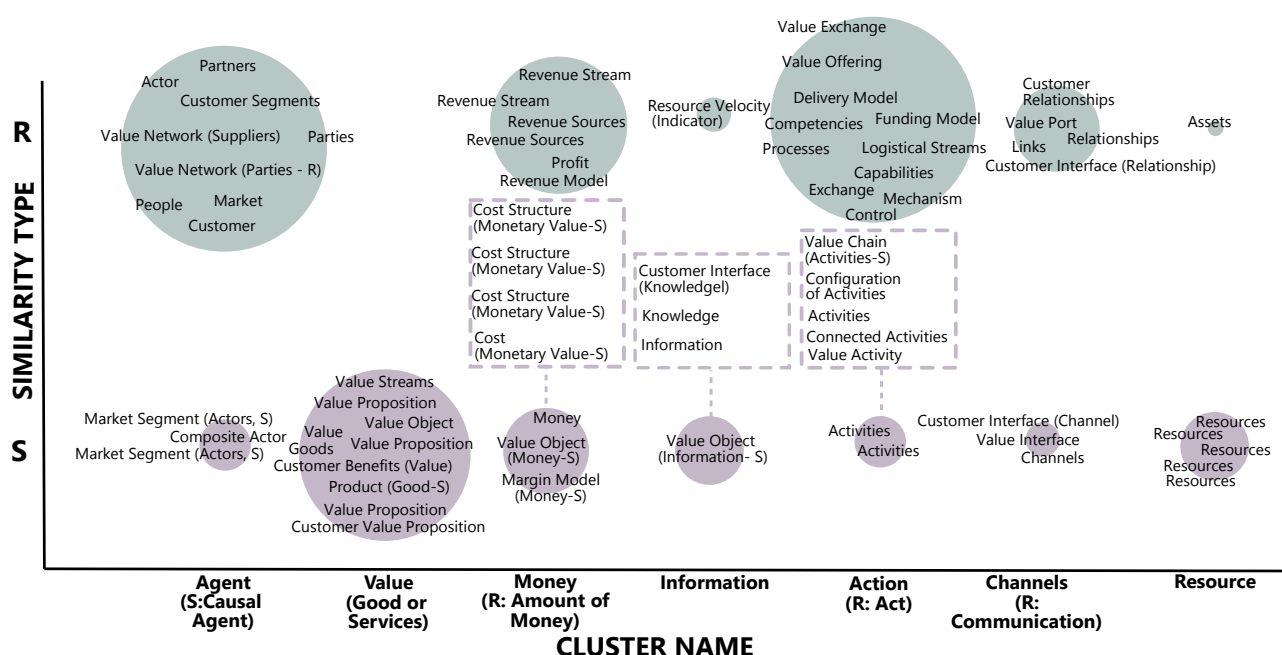 SIMILARITY TYPE
R
S
Partners
Actor
Customer Segments
Value Network (Suppliers)
Parties
Value Network (Parties - R)
People
Market
Customer
Revenue Stream
Revenue Stream
Revenue Sources
Revenue Sources
Profit
Revenue Model
Resource Velocity
(Indicator)
Value Exchange
Value Offering
Delivery Model
Competencies
Funding Model
Processes
Logistical Streams
Capabilities
Exchange
Mechanism
Control
Customer
Relationships
Value Port
Relationships
Links
Customer Interface (Relationship)
Assets
Cost Structure
(Monetary Value-S)
Cost Structure
(Monetary Value-S)
Cost Structure
(Monetary Value-S)
Cost
(Monetary Value-S)
Customer Interface
(Knowledgel)
Knowledge
Information
Value Chain
(Activities-S)
Configuration
of Activities
Activities
Connected Activities
Value Activity
Market Segment (Actors, S)
Composite Actor
Market Segment (Actors, S)
Value Streams
Value Proposition
Value Object
Value
Goods
Value Proposition
Customer Benefits (Value)
Product (Good-S)
Value Proposition
Customer Value Proposition
Money
Value Object
(Money-S)
Margin Model
(Money-S)
Value Object
(Information- S)
Activities
Activities
Customer Interface (Channel)
Value Interface
Channels
Resources
Resources
Resources
Resources
Resources
Agent
(S:Causal
Agent)
Value
(Good or
Services)
Money
(R: Amount of
Money)
Information
Action
(R: Act)
Channels
(R:
Communication)
Resource
CLUSTER NAME